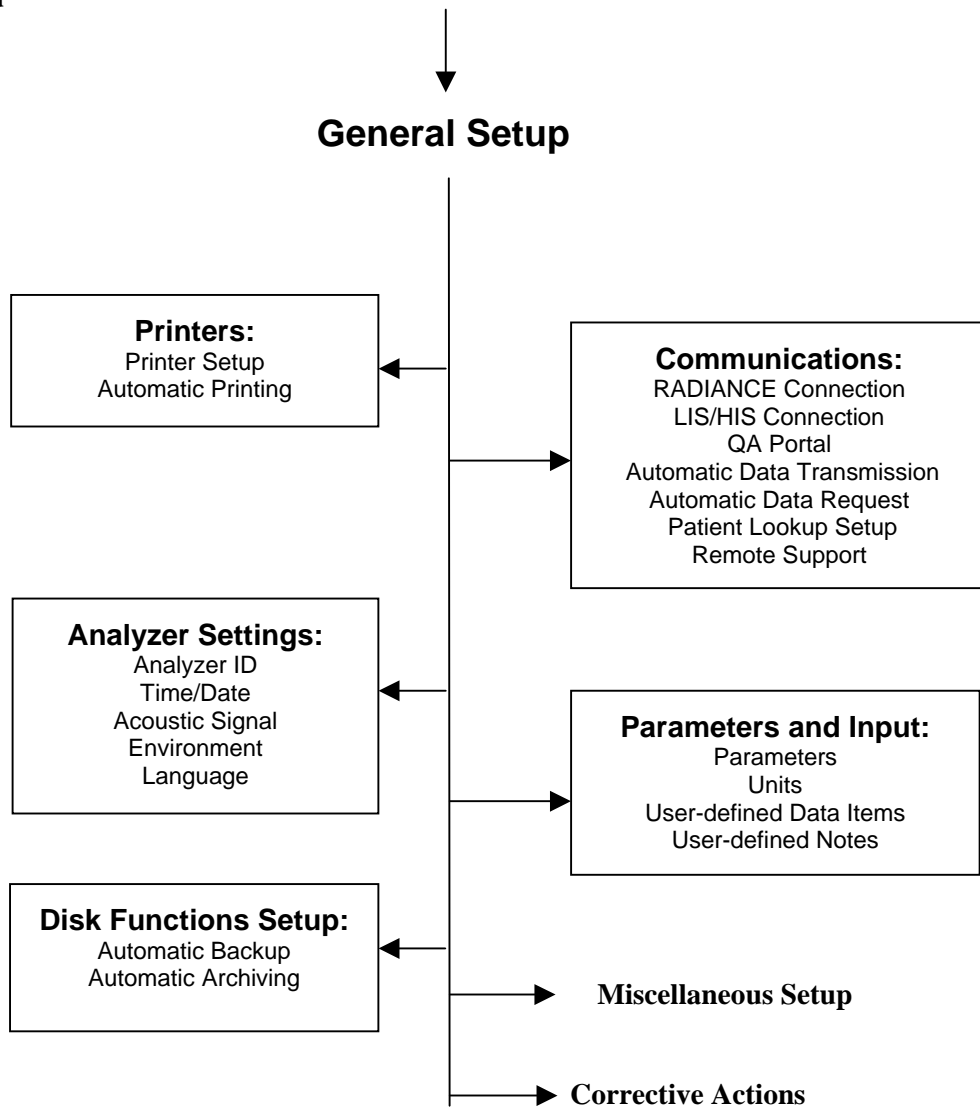 General Setup
Printers:
Printer Setup
Automatic Printing
Communications:
RADIANCE Connection
LIS/HIS Connection
QA Portal
Automatic Data Transmission
Automatic Data Request
Patient Lookup Setup
Remote Support
Analyzer Settings:
Analyzer ID
Time/Date
Acoustic Signal
Environment
Language
Parameters and Input:
Parameters
Units
User-defined Data Items
User-defined Notes
Disk Functions Setup:
Automatic Backup
Automatic Archiving
Miscellaneous Setup
Corrective Actions